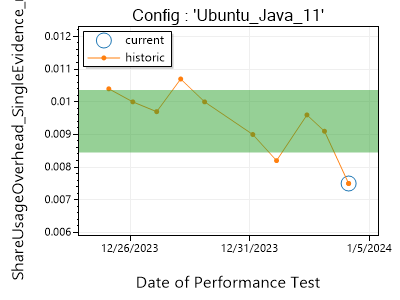 Config : 'Ubuntu_Java_11'
ShareUsageOverhead_SingleEvidence_
current
historic
0.012
0.011
0.01
0.009
0.008
0.007
0.006
12/26/2023
12/31/2023
1/5/2024
Date of Performance Test